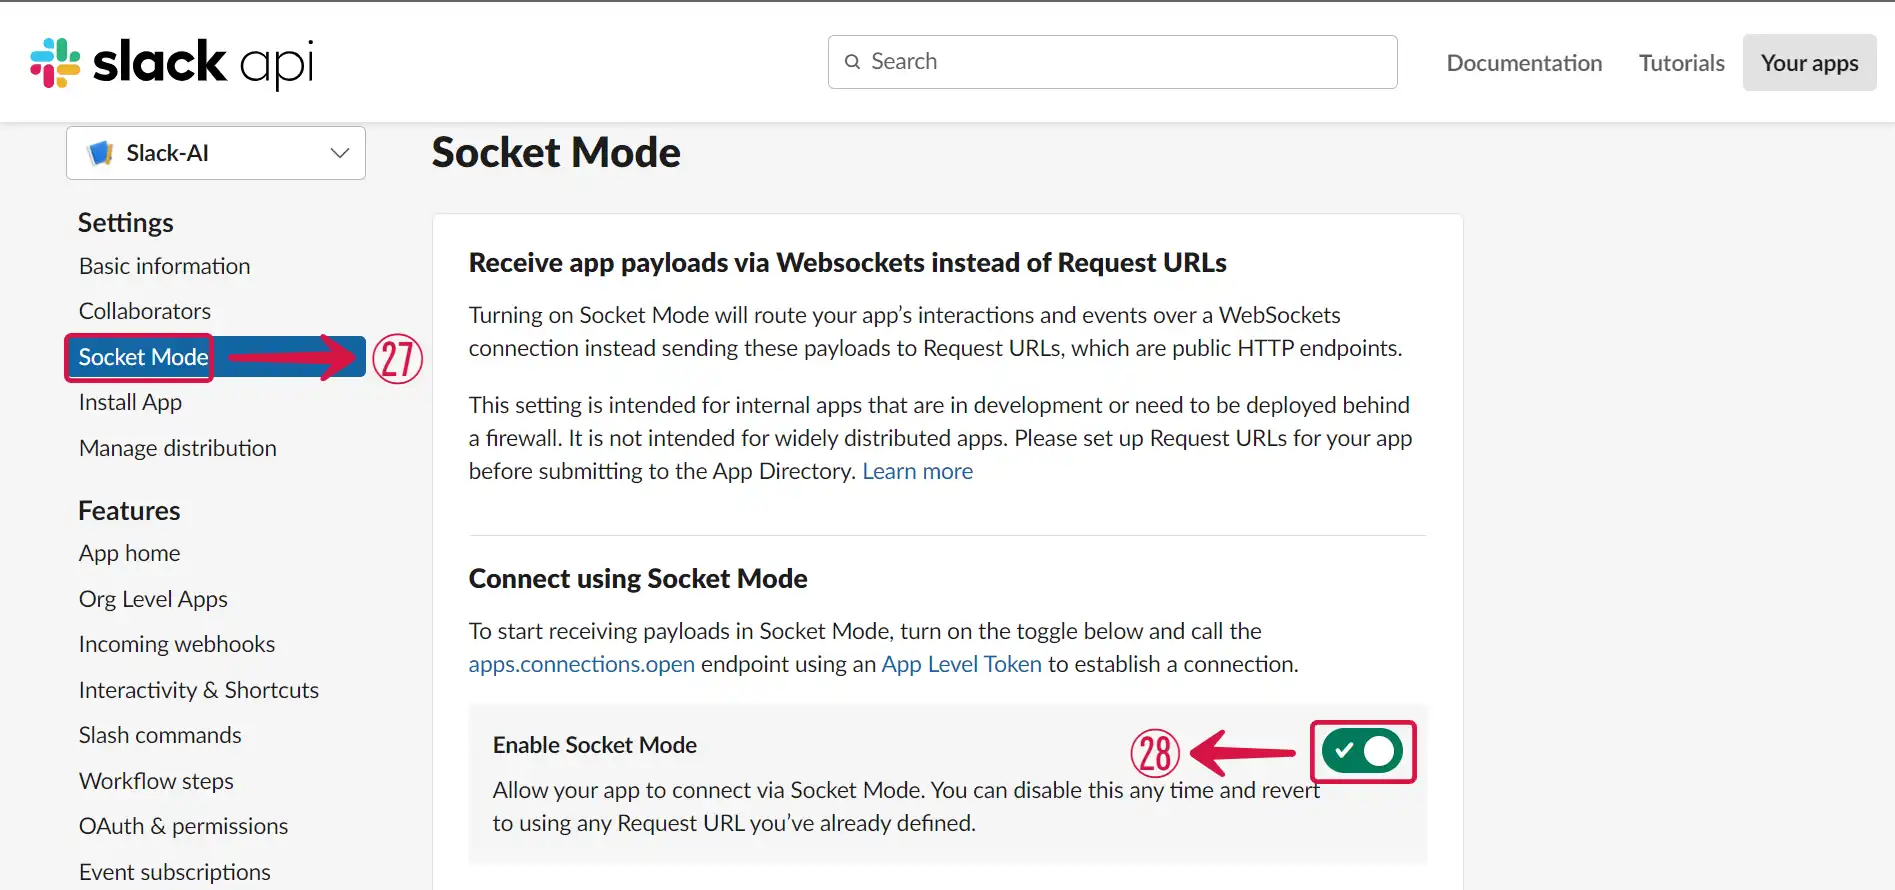 slack api
Search
Documentation
Tutorials
Your apps
Slack-AI
Settings
Basic information
Collaborators
Socket Mode
㉗
Install App
Manage distribution
Features
App home
Org Level Apps
Incoming webhooks
Interactivity & Shortcuts
Slash commands
Workflow steps
OAuth & permissions
Event subscriptions
Socket Mode
Receive app payloads via Websockets instead of Request URLs
Turning on Socket Mode will route your app’s interactions and events over a WebSockets
connection instead sending these payloads to Request URLs, which are public HTTP endpoints.
This setting is intended for internal apps that are in development or need to be deployed behind
a firewall. It is not intended for widely distributed apps. Please set up Request URLs for your app
before submitting to the App Directory. Learn more
Connect using Socket Mode
To start receiving payloads in Socket Mode, turn on the toggle below and call the
apps.connections.open endpoint using an App Level Token to establish a connection.
Enable Socket Mode
㉘
Allow your app to connect via Socket Mode. You can disable this any time and revert
to using any Request URL you’ve already defined.